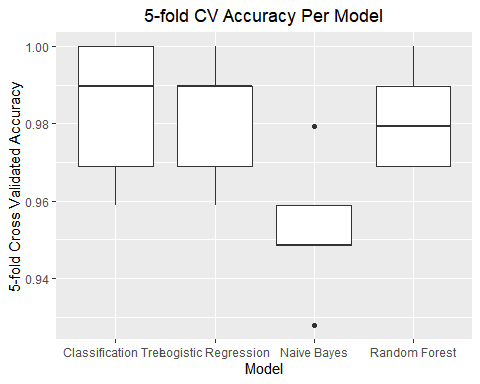 5-fold CV Accuracy Per Model
5-fold Cross Validated Accuracy
1.00
0.98
0.96
0.94
Classification Tree
Logistic Regression
Naive Bayes
Random Forest
Model